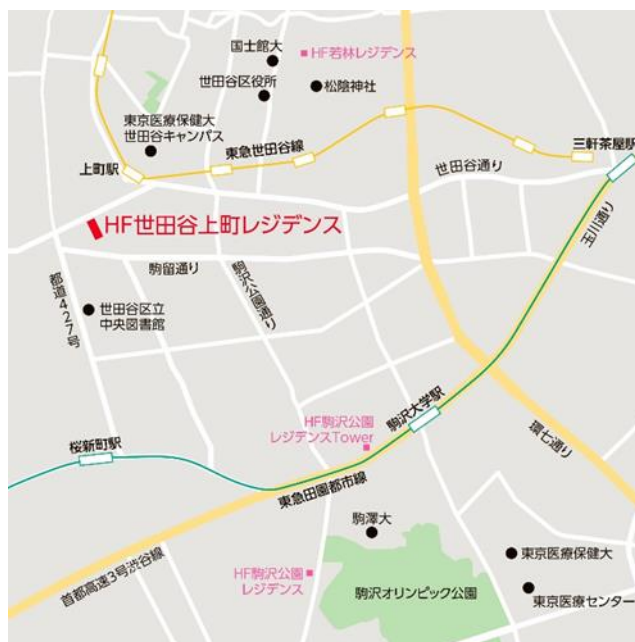 国士館大
HF若林レジデンス
世田谷区役所
松陰神社
東京医療保健大
世田谷キャンパス
東急世田谷線
三軒茶屋駅
上町駅
世田谷通り
HF世田谷上町レジデンス
玉川通り
駒留通り
駒沢公園通り
都道427号
世田谷区立
中央図書館
駒沢大学駅
HF駒沢公園
レジデンスTower
環七通り
桜新町駅
東急田園都市線
駒澤大
東京医療保健大
首都高速3号渋谷線
HF駒沢公園
レジデンス
駒沢オリンピック公園
東京医療センター